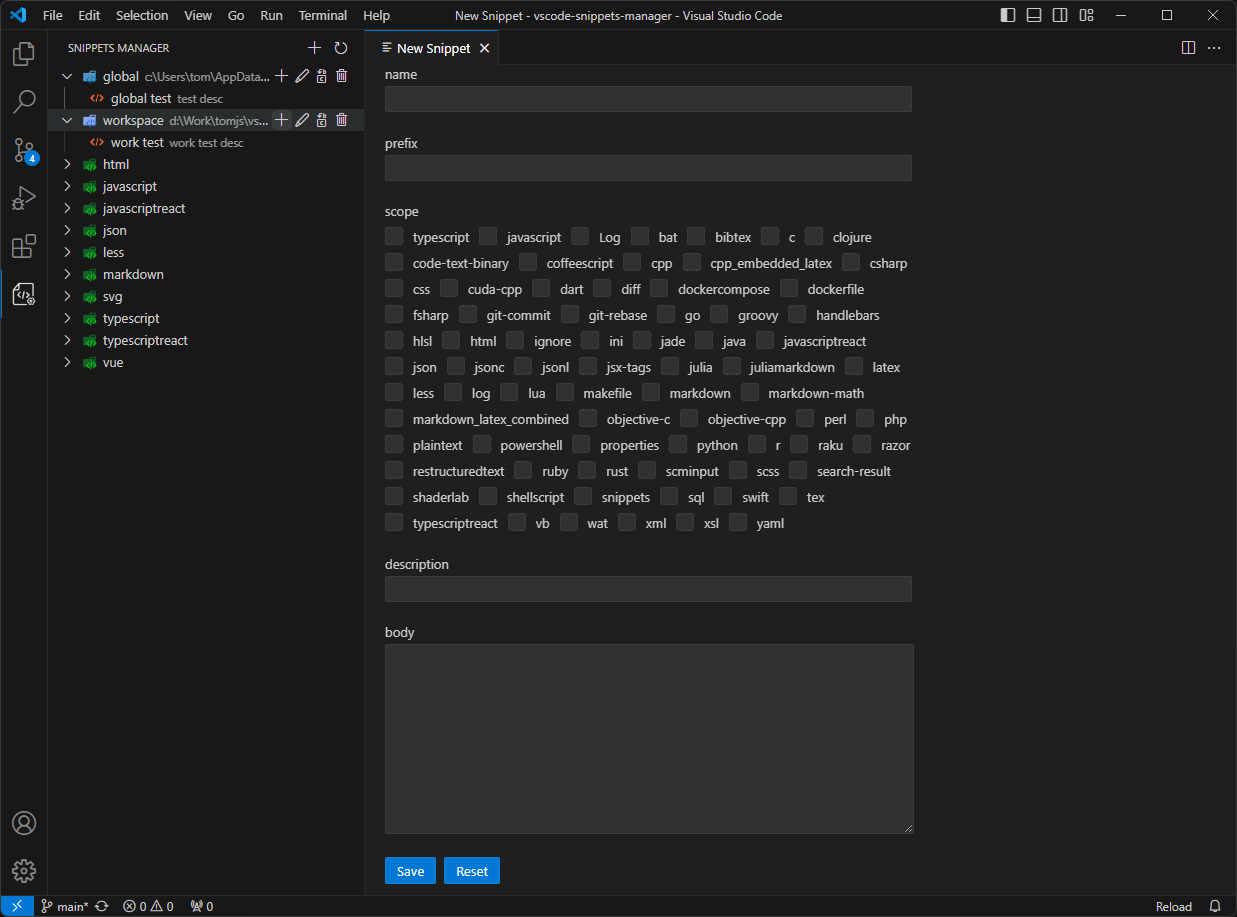 File Edit Selection View Go Run Terminal Help New Snippet - vscode-snippets-manager - Visual Studio Code
SNIPPETS MANAGER
global c:\Users\tom\AppData...
global test test desc
workspace d:\Work\tomjs\vs...
work test work test desc
html
javascript
javascriptreact
json
less
markdown
svg
typescript
typescriptreact
vue
4
New Snippet
name
prefix
scope
typescript javascript Log bat bibtex c clojure
code-text-binary coffeescript cpp cpp_embedded_latex csharp
css cuda-cpp dart diff dockercompose dockerfile
fsharp git-commit git-rebase go groovy handlebars
hlsl html ignore ini jade java javascriptreact
json jsonc jsonl jsx-tags julia juliamarkdown latex
less log lua makefile markdown markdown-math
markdown_latex_combined objective-c objective-cpp perl php
plaintext powershell properties python r raku razor
restructuredtext ruby rust scminput scss search-result
shaderlab shellscript snippets sql swift tex
typescriptreact vb wat xml xsl yaml
description
body
Save Reset
main* 0 0 0 Reload